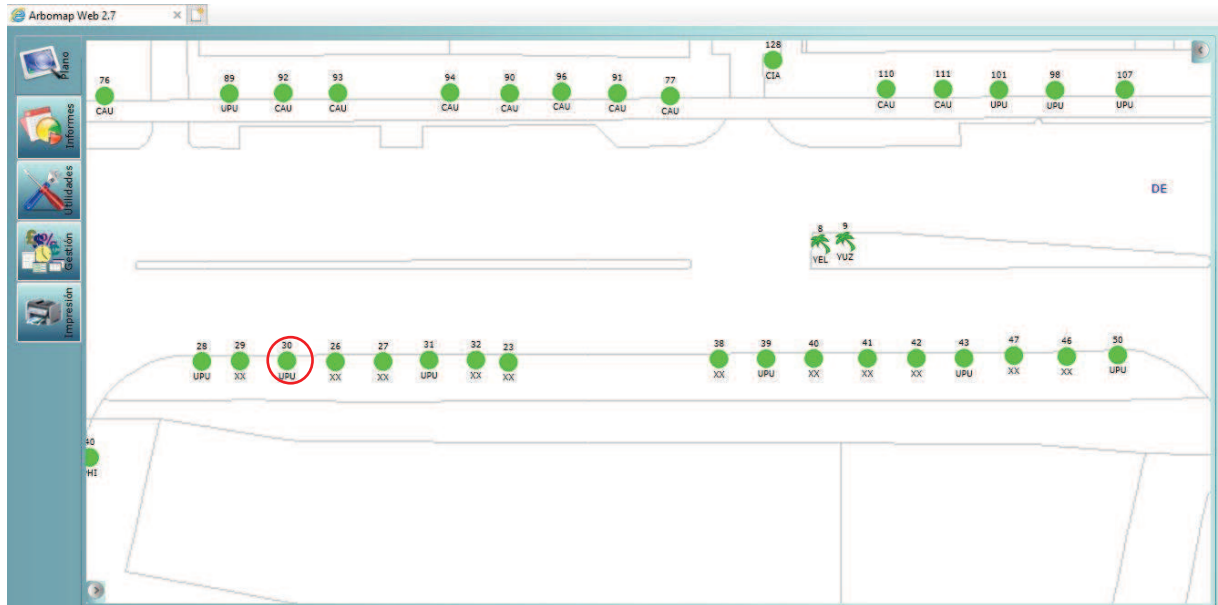 Arbomap Web 2.7
Plano
Informes
Utilidades
Gestión
Impresión
128
CIA
76 89 92 93 94 90 96 91 77 110 111 101 98 107
CAU UPU CAU CAU CAU CAU CAU CAU CAU CAU CAU UPU UPU UPU
DE
8 9
YEL YUZ
28 29 30 26 27 31 32 23 38 39 40 41 42 43 47 46 50
UPU XX UPU XX XX UPU XX XX XX UPU XX XX XX UPU XX XX UPU
40
HI